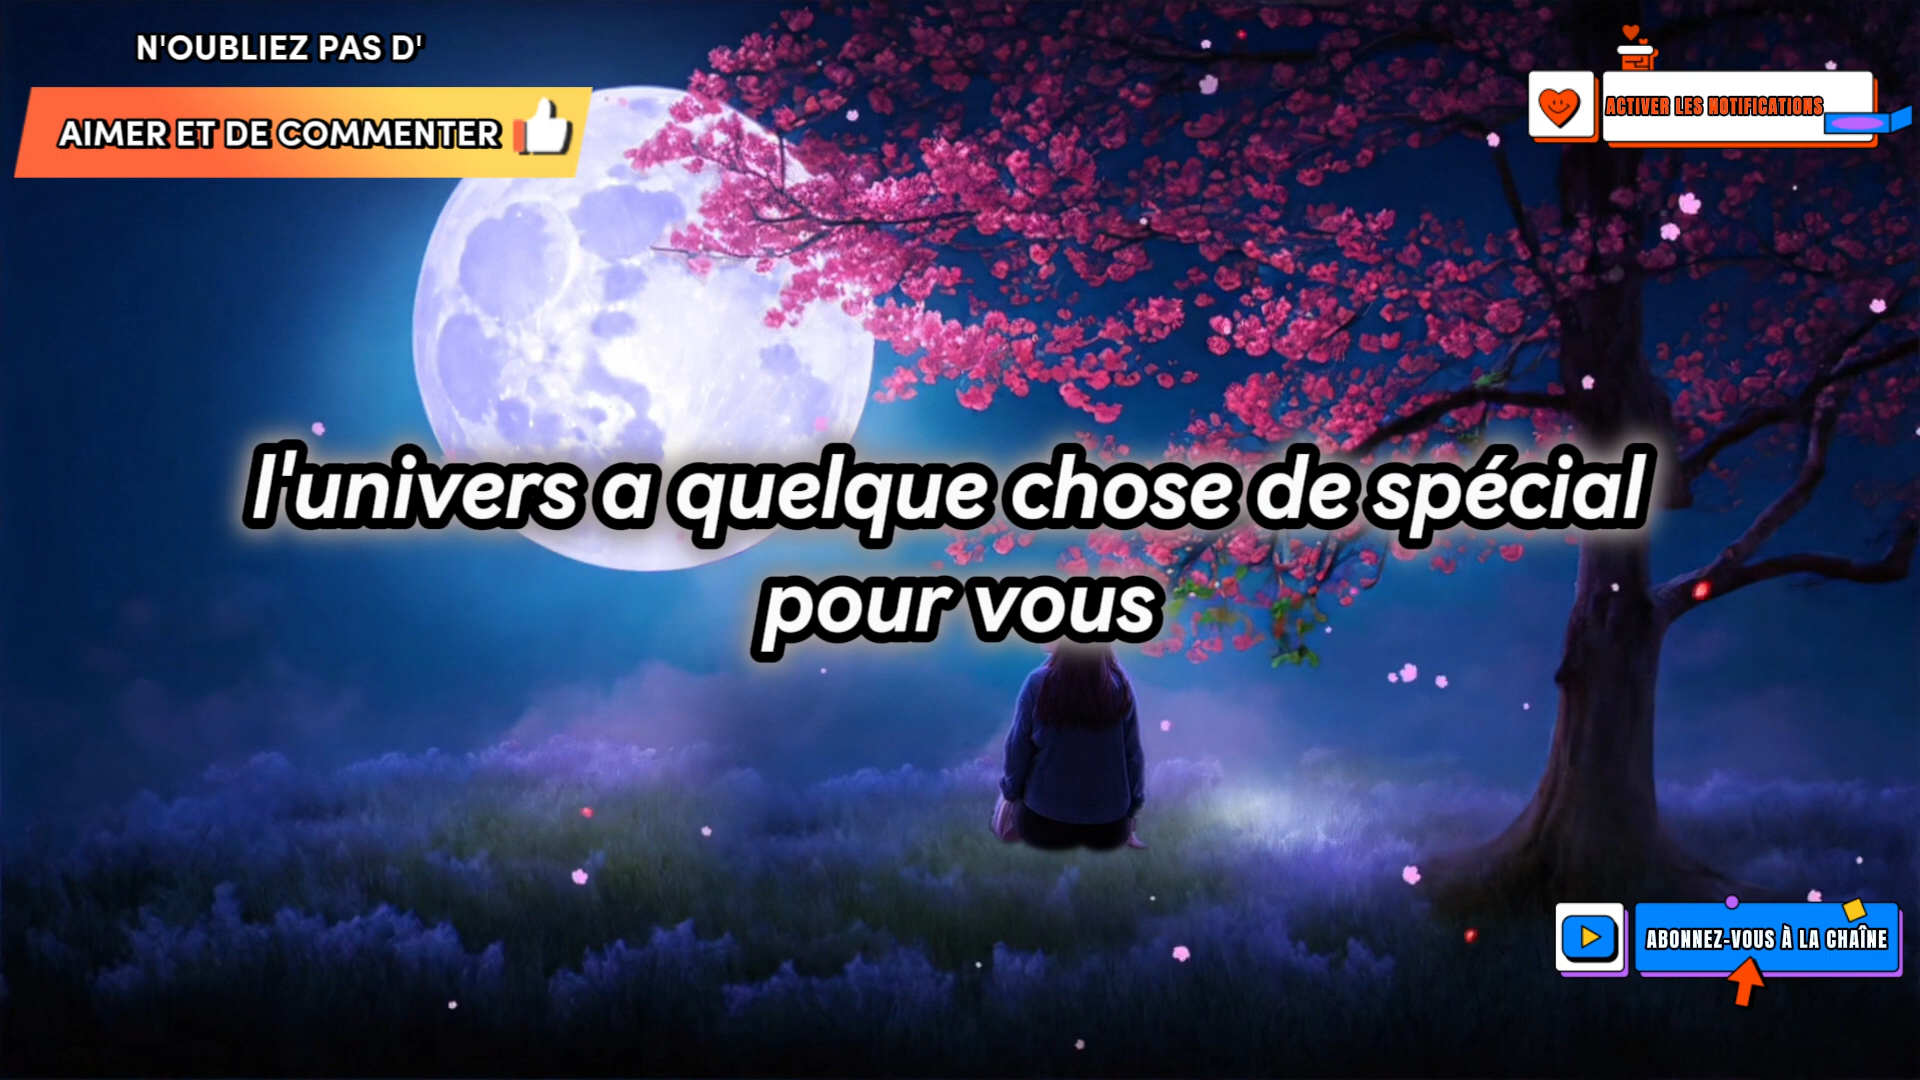 N'OUBLIEZ PAS D'
AIMER ET DE COMMENTER
ACTIVER LES NOTIFICATIONS
l'univers a quelque chose de spécial
pour vous
ABONNEZ-VOUS À LA CHAÎNE